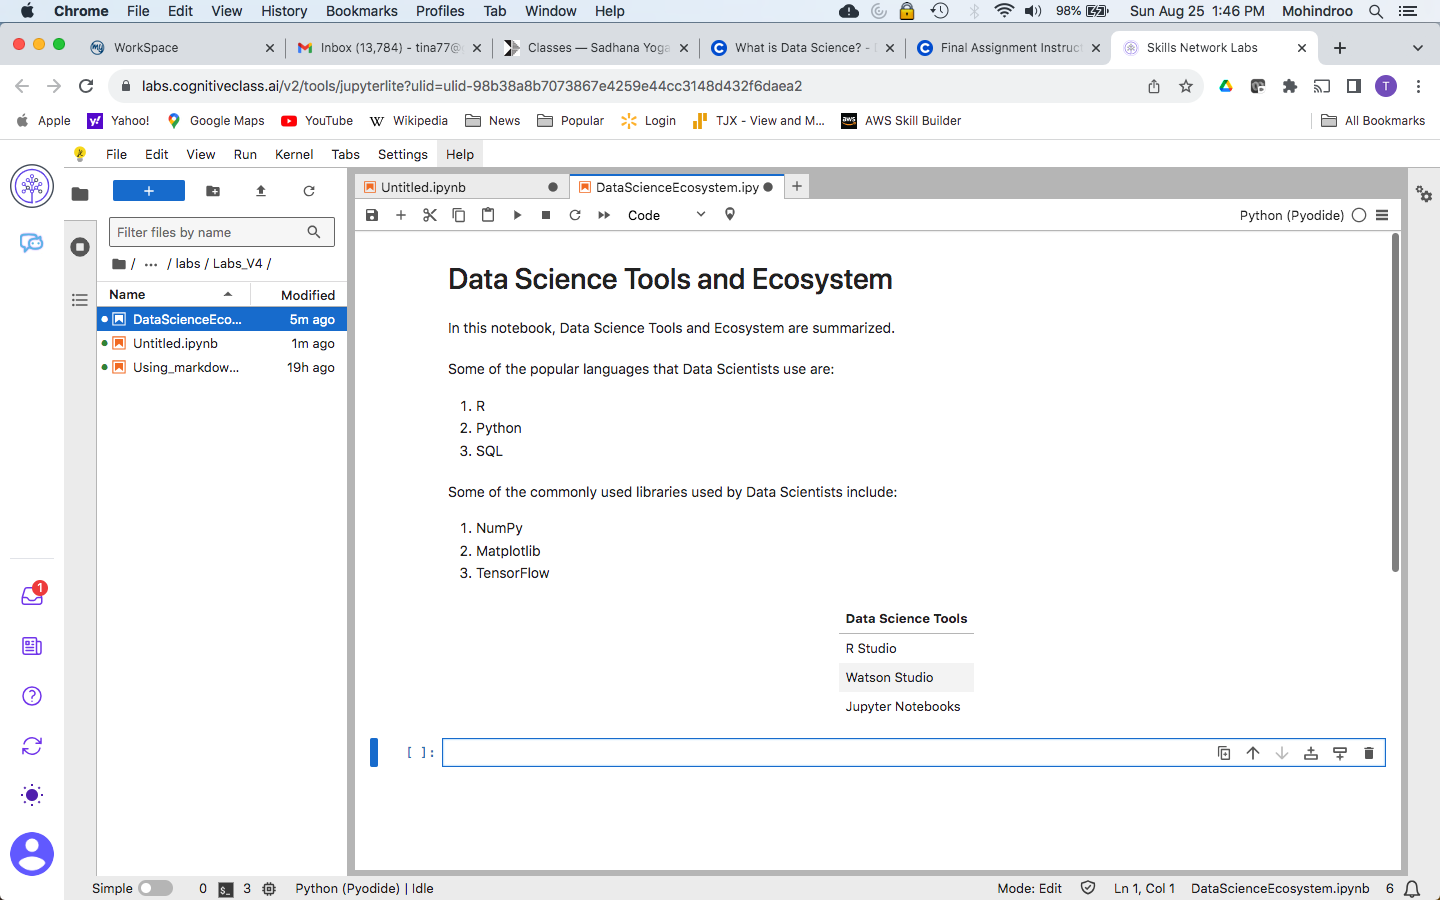 Chrome File Edit View History Bookmarks Profiles Tab Window Help 98% Sun Aug 25 1:46 PM Mohindroo
WorkSpace Inbox (13,784) - tina77@ Classes — Sadhana Yoga What is Data Science? - Final Assignment Instruct Skills Network Labs
labs.cognitiveclass.ai/v2/tools/jupyterlite?ulid=ulid-98b38a8b7073867e4259e44cc3148d432f6daea2 T
Apple Yahoo! Google Maps YouTube Wikipedia News Popular Login TJX - View and M... AWS Skill Builder All Bookmarks
File Edit View Run Kernel Tabs Settings Help
Untitled.ipynb DataScienceEcosystem.ipy
Code Python (Pyodide)
Filter files by name
/ ... / labs / Labs_V4 /
Name Modified
DataScienceEco... 5m ago
Untitled.ipynb 1m ago
Using_markdow... 19h ago
Data Science Tools and Ecosystem
In this notebook, Data Science Tools and Ecosystem are summarized.
Some of the popular languages that Data Scientists use are:
1. R
2. Python
3. SQL
Some of the commonly used libraries used by Data Scientists include:
1. NumPy
2. Matplotlib
3. TensorFlow
Data Science Tools
R Studio
Watson Studio
Jupyter Notebooks
[ ]:
1
Simple 0 $_ 3 Python (Pyodide) | Idle Mode: Edit Ln 1, Col 1 DataScienceEcosystem.ipynb 6